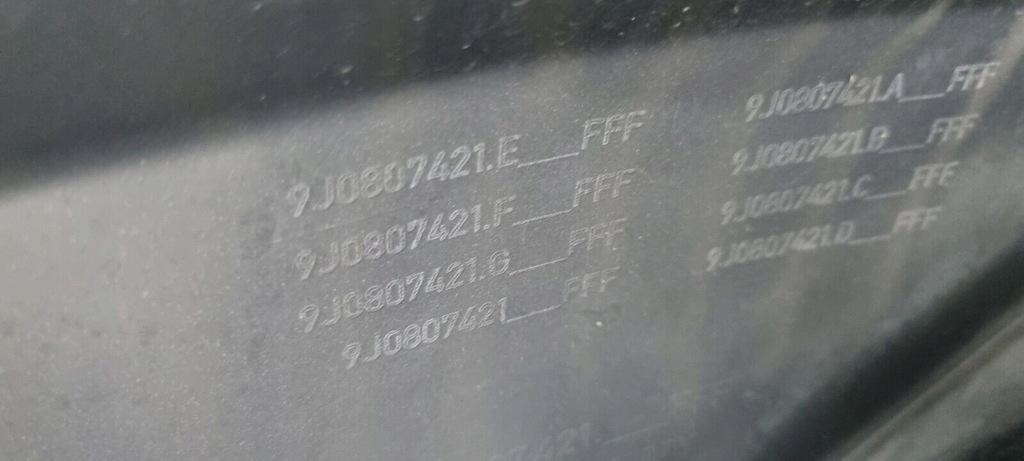 9J0807421.E___FFF
9J0807421.F___FFF
9J0807421.G___FFF
9J0807421___FFF
9J0807421.A___FFF
9J0807421.B___FFF
9J0807421.C___FFF
9J0807421.D___FFF